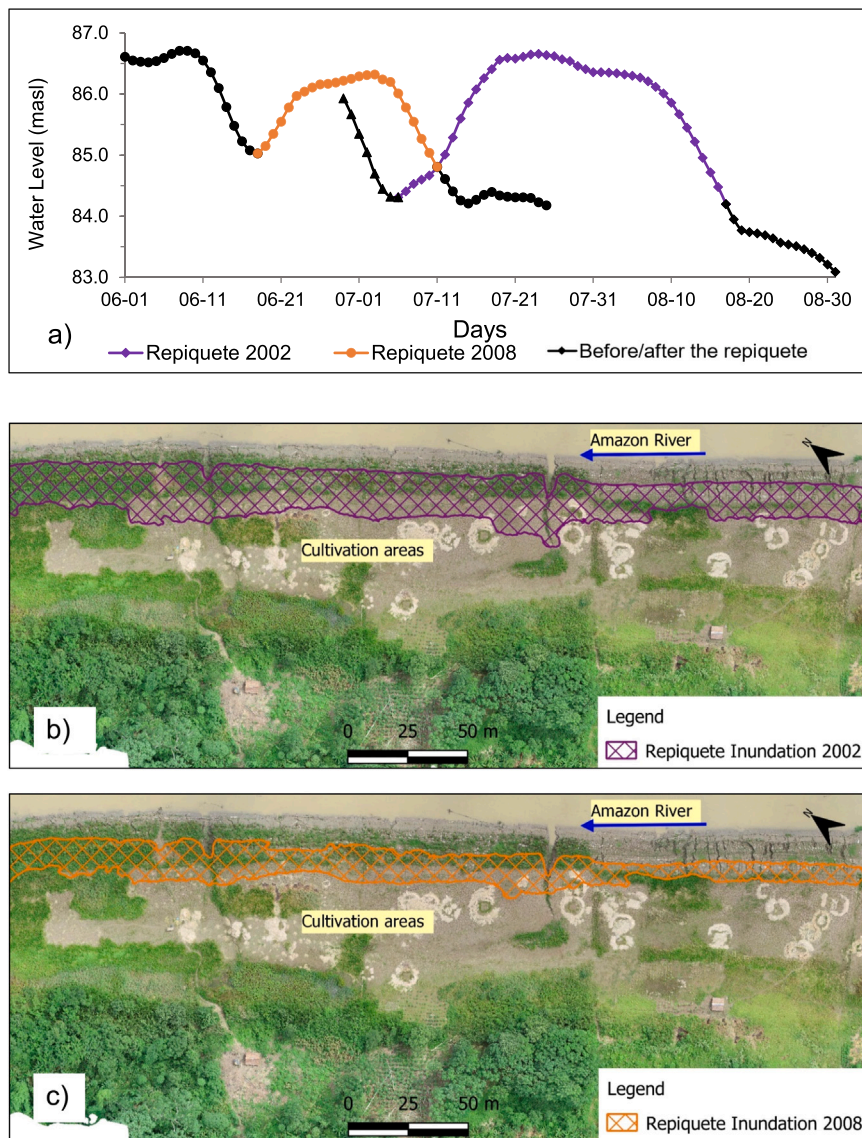 87.0
86.0
85.0
84.0
83.0
Water Level (masl)
06-01 06-11 06-21 07-01 07-11 07-21 07-31 08-10 08-20 08-30
Days
a)
Repiquete 2002 Repiquete 2008 Before/after the repiquete
Amazon River
N
Cultivation areas
b)
0 25 50 m
Legend
Repiquete Inundation 2002
Amazon River
N
Cultivation areas
c)
0 25 50 m
Legend
Repiquete Inundation 2008